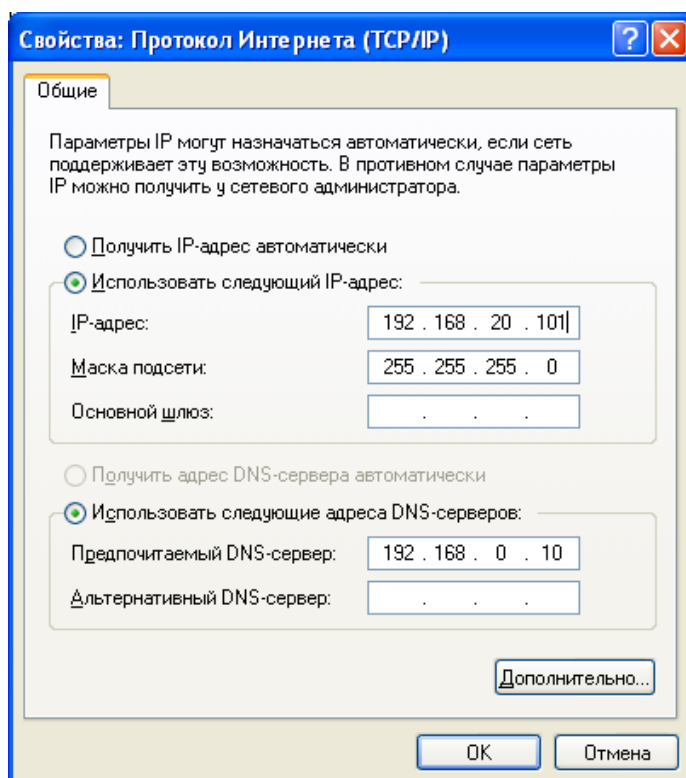 Свойства: Протокол Интернета (TCP/IP)
?
Общие
Параметры IP могут назначаться автоматически, если сеть
поддерживает эту возможность. В противном случае параметры
IP можно получить у сетевого администратора.
Получить IP-адрес автоматически
Использовать следующий IP-адрес:
IP-адрес: 192 . 168 . 20 . 101
Маска подсети: 255 . 255 . 255 . 0
Основной шлюз: . . .
Получить адрес DNS-сервера автоматически
Использовать следующие адреса DNS-серверов:
Предпочитаемый DNS-сервер: 192 . 168 . 0 . 10
Альтернативный DNS-сервер: . . .
Дополнительно...
OK Отмена